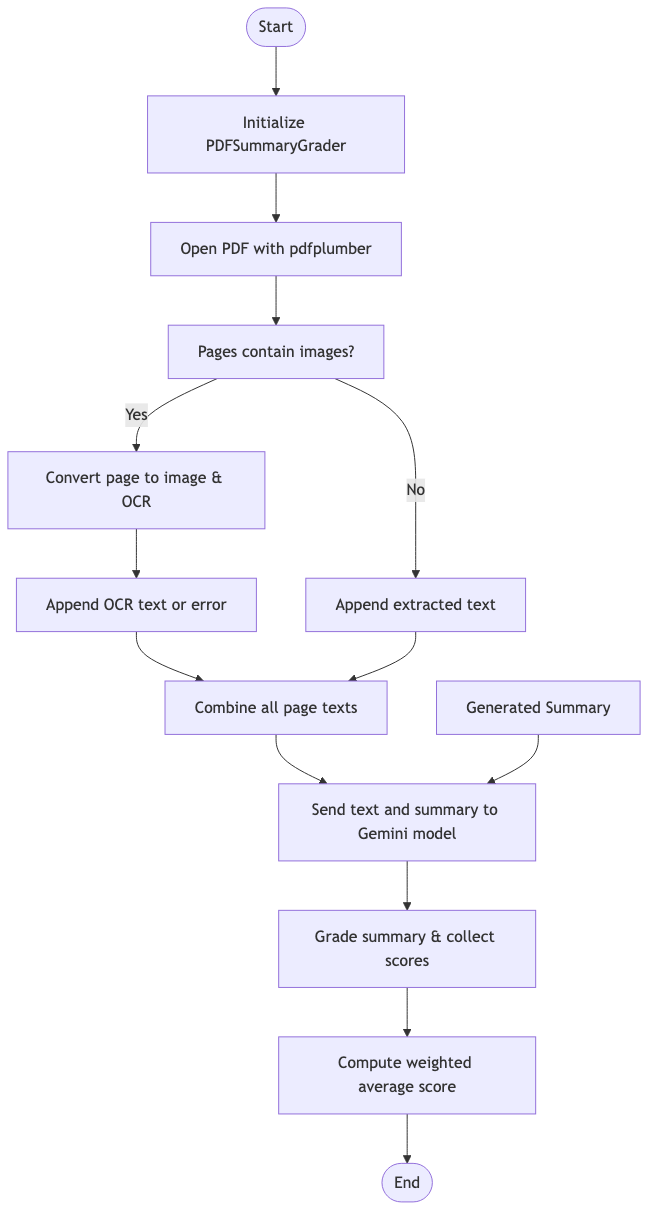 Start
Initialize
PDFSummaryGrader
Open PDF with pdfplumber
Pages contain images?
Yes
Convert page to image &
OCR
No
Append OCR text or error
Append extracted text
Combine all page texts
Generated Summary
Send text and summary to
Gemini model
Grade summary & collect
scores
Compute weighted
average score
End